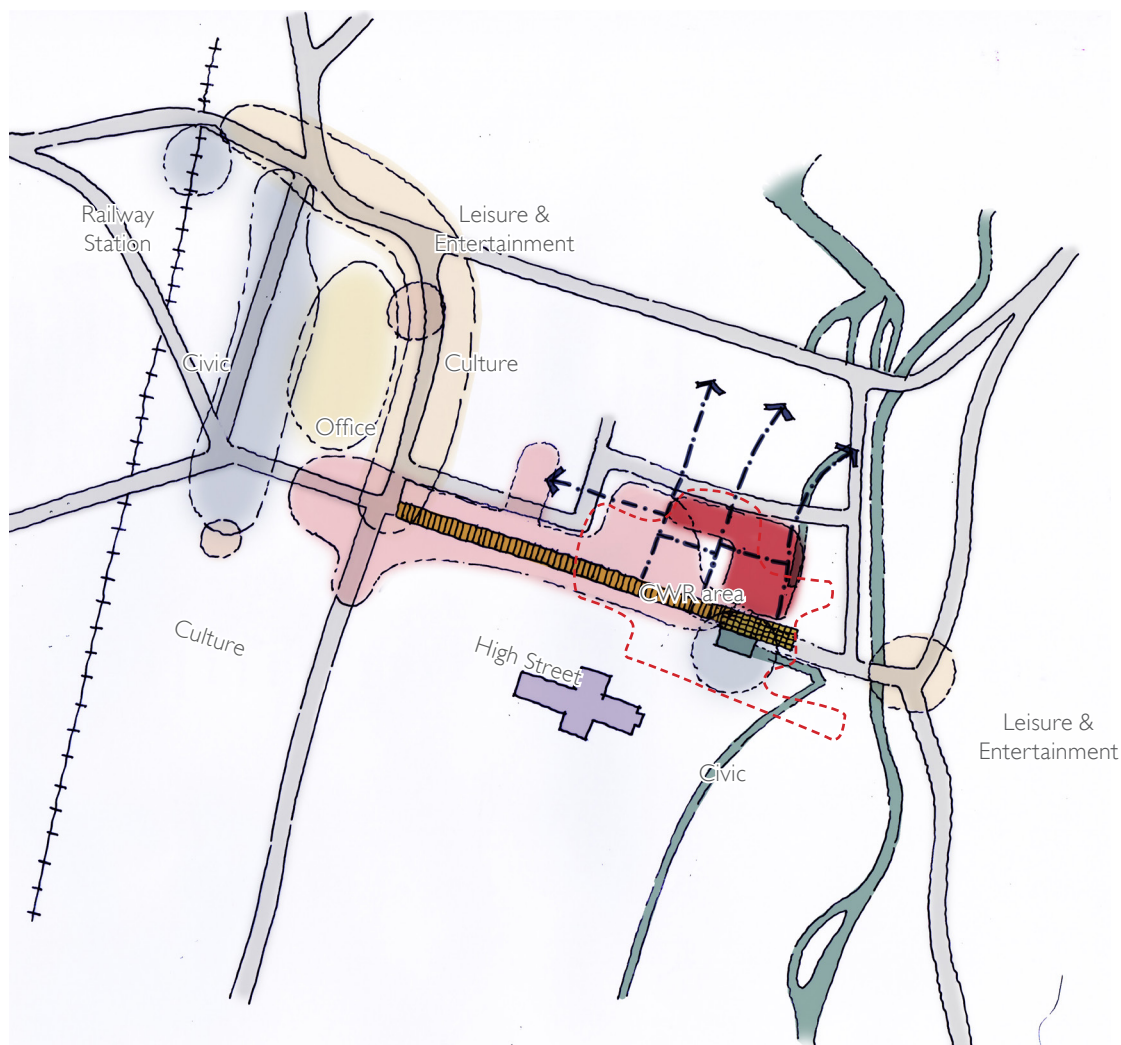 Railway
Station
Leisure &
Entertainment
Civic
Culture
Office
CWR area
Culture
High Street
Leisure &
Entertainment
Civic